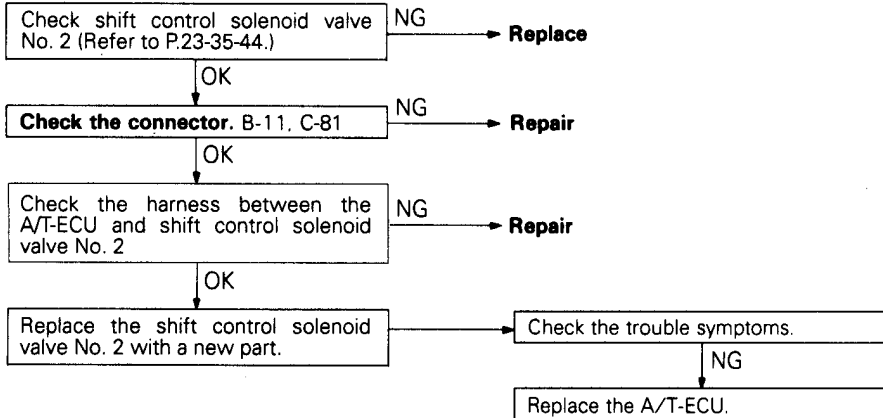 Check shift control solenoid valve
No. 2 (Refer to P.23-35-44.)
NG
Replace
OK
Check the connector. B-11, C-81
NG
Repair
OK
Check the harness between the
A/T-ECU and shift control solenoid
valve No. 2
NG
Repair
OK
Replace the shift control solenoid
valve No. 2 with a new part.
Check the trouble symptoms.
NG
Replace the A/T-ECU.